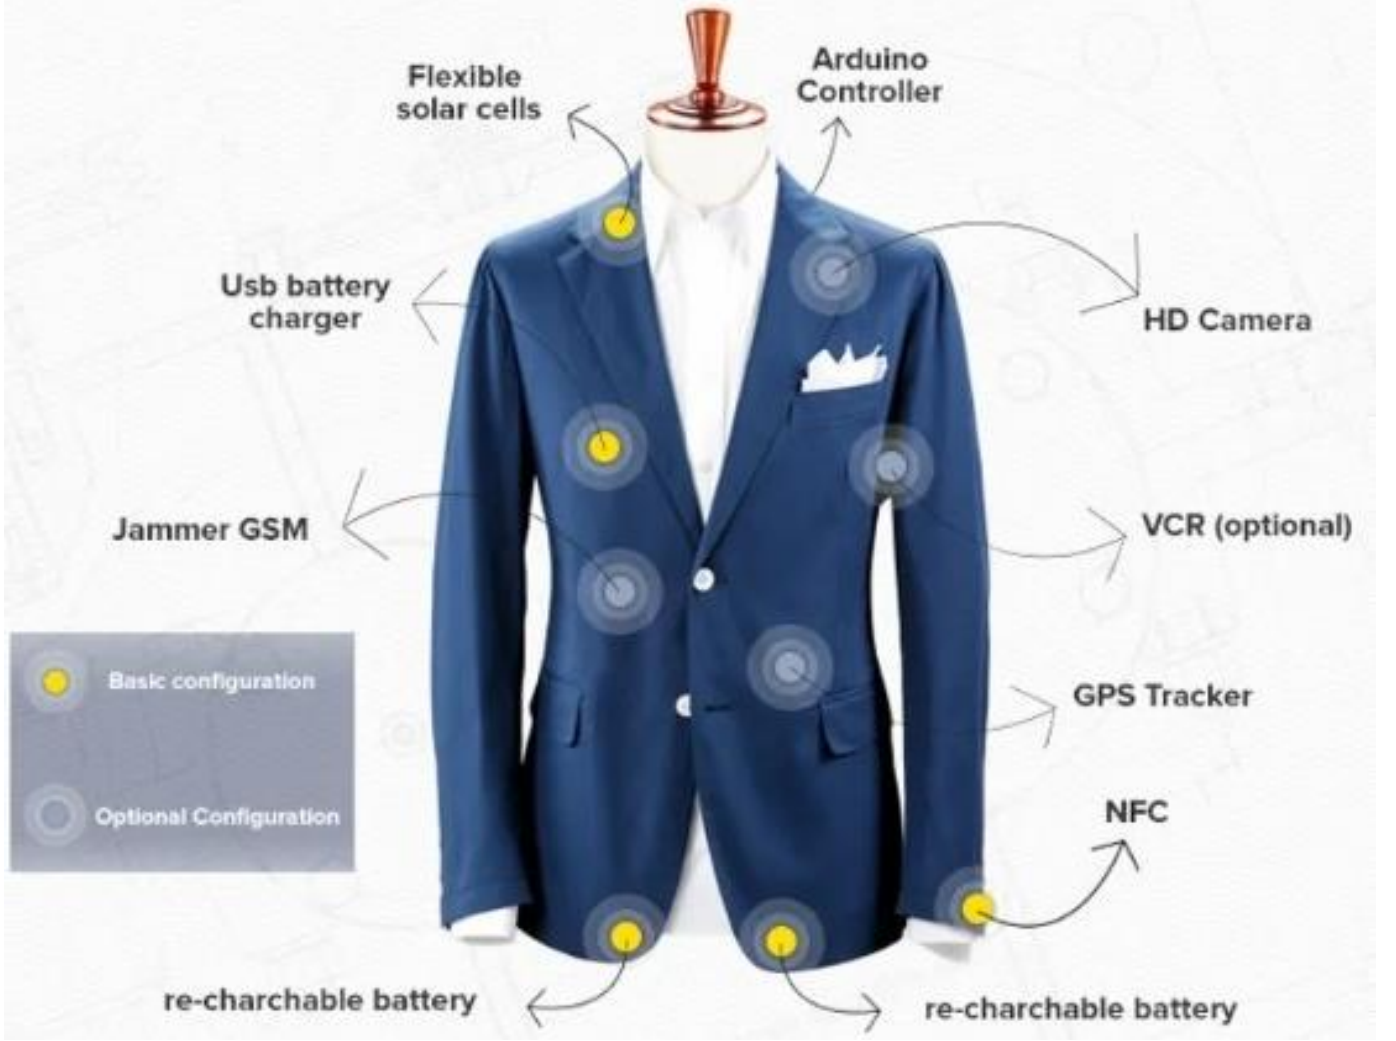 Flexible
solar cells
Arduino
Controller
Usb battery
charger
HD Camera
Jammer GSM
VCR (optional)
Basic configuration
Optional Configuration
GPS Tracker
NFC
re-charchable battery
re-charchable battery